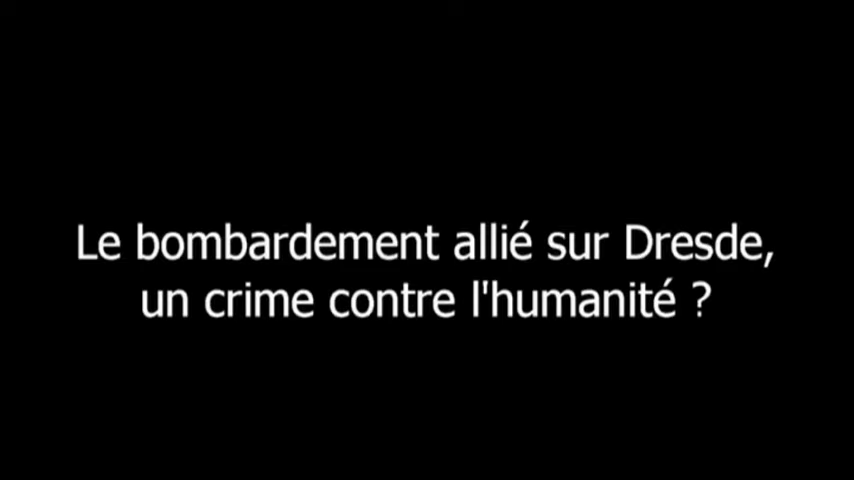 Le bombardement allié sur Dresde,
un crime contre l'humanité ?